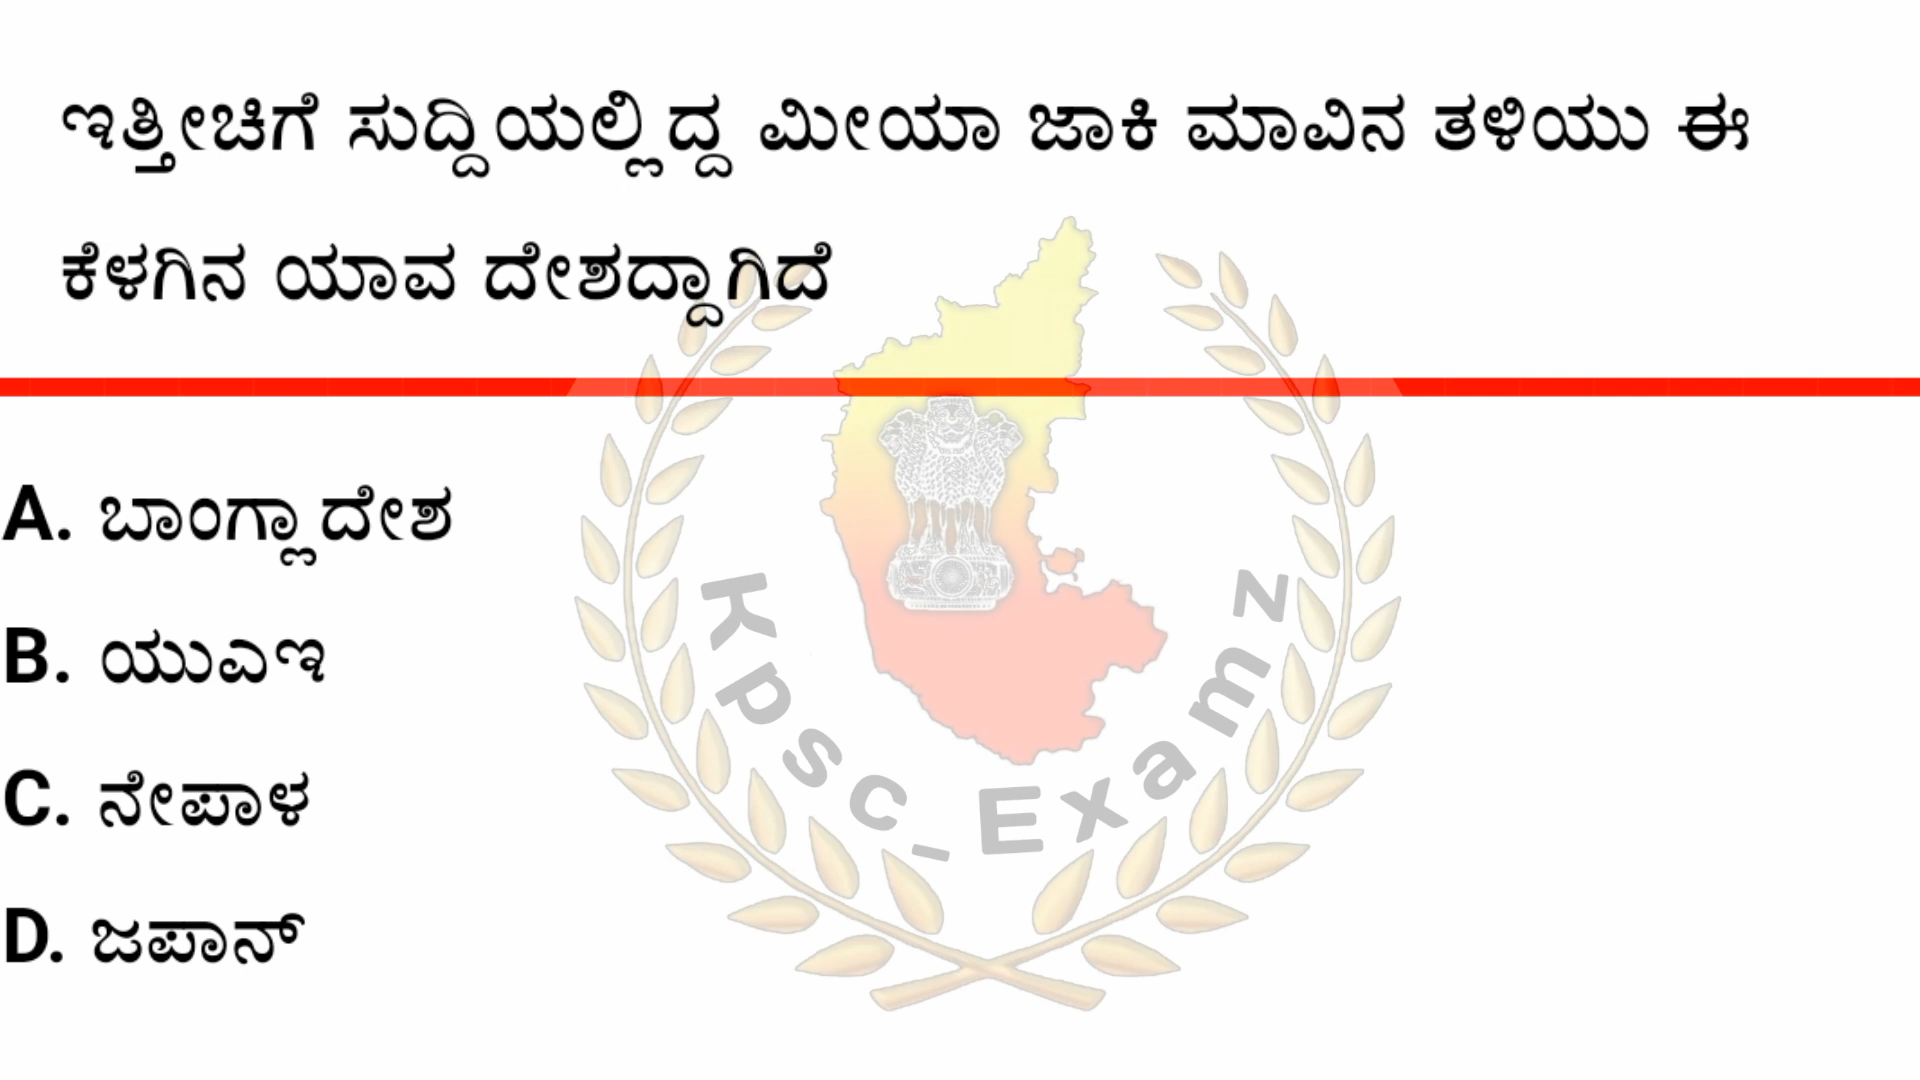 ಇತ್ತೀಚಿಗೆ ಸುದ್ದಿಯಲ್ಲಿದ್ದ ಮೀಯಾ ಜಾಕಿ ಮಾವಿನ ತಳಿಯು ಈ
ಕೆಳಗಿನ ಯಾವ ದೇಶದ್ದಾಗಿದೆ
A. ಬಾಂಗ್ಲಾದೇಶ
B. ಯುಎಇ
C. ನೇಪಾಳ
D. ಜಪಾನ್
Kpsc_Examz